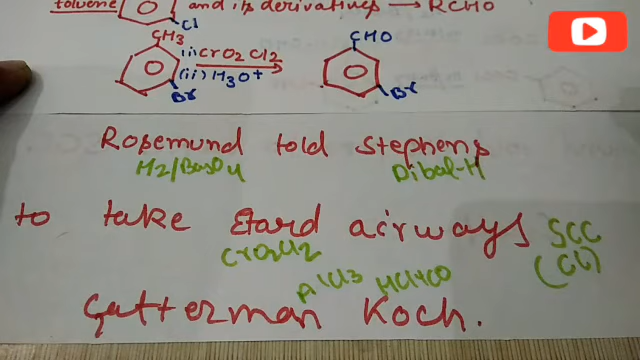 toluene and its derivatives → RCHO
Cl
CH3
(i) CrO2Cl2
(ii) H3O+
Br
CHO
Br
Rosemund told Stephens
H2/BaSO4 Dibal-H
to take Etard airways SCC
CrO2Cl2 (Cl)
AlCl3 HCl+CO
Gatterman Koch.